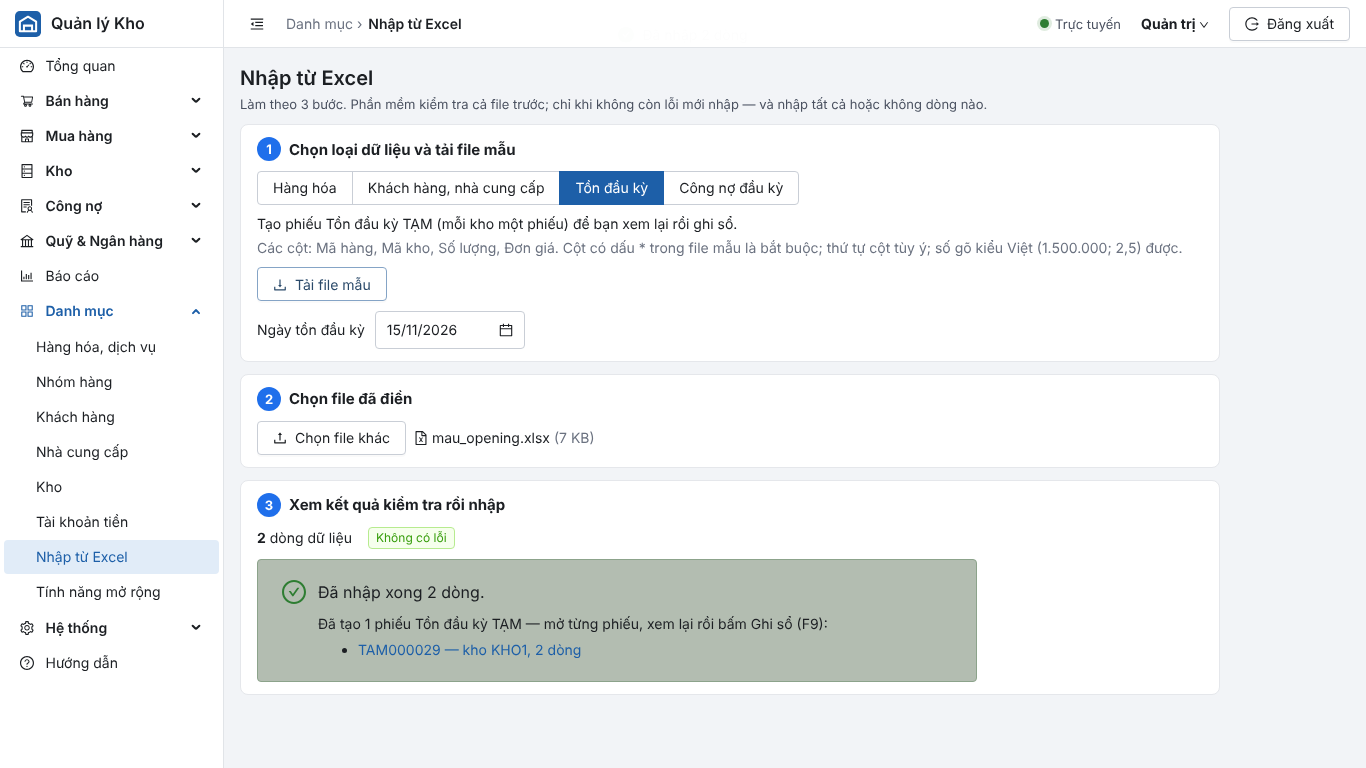 Quản lý Kho
Danh mục › Nhập từ Excel
Trực tuyến
Quản trị
Đăng xuất
Tổng quan
Bán hàng
Mua hàng
Kho
Công nợ
Quỹ & Ngân hàng
Báo cáo
Danh mục
Hàng hóa, dịch vụ
Nhóm hàng
Khách hàng
Nhà cung cấp
Kho
Tài khoản tiền
Nhập từ Excel
Tính năng mở rộng
Hệ thống
Hướng dẫn
Nhập từ Excel
Làm theo 3 bước. Phần mềm kiểm tra cả file trước; chỉ khi không còn lỗi mới nhập — và nhập tất cả hoặc không dòng nào.
1 Chọn loại dữ liệu và tải file mẫu
Hàng hóa
Khách hàng, nhà cung cấp
Tồn đầu kỳ
Công nợ đầu kỳ
Tạo phiếu Tồn đầu kỳ TẠM (mỗi kho một phiếu) để bạn xem lại rồi ghi sổ.
Các cột: Mã hàng, Mã kho, Số lượng, Đơn giá. Cột có dấu * trong file mẫu là bắt buộc; thứ tự cột tùy ý; số gõ kiểu Việt (1.500.000; 2,5) được.
Tải file mẫu
Ngày tồn đầu kỳ 15/11/2026
2 Chọn file đã điền
Chọn file khác mau_opening.xlsx (7 KB)
3 Xem kết quả kiểm tra rồi nhập
2 dòng dữ liệu Không có lỗi
Đã nhập xong 2 dòng.
Đã tạo 1 phiếu Tồn đầu kỳ TẠM — mở từng phiếu, xem lại rồi bấm Ghi sổ (F9):
• TAM000029 — kho KHO1, 2 dòng